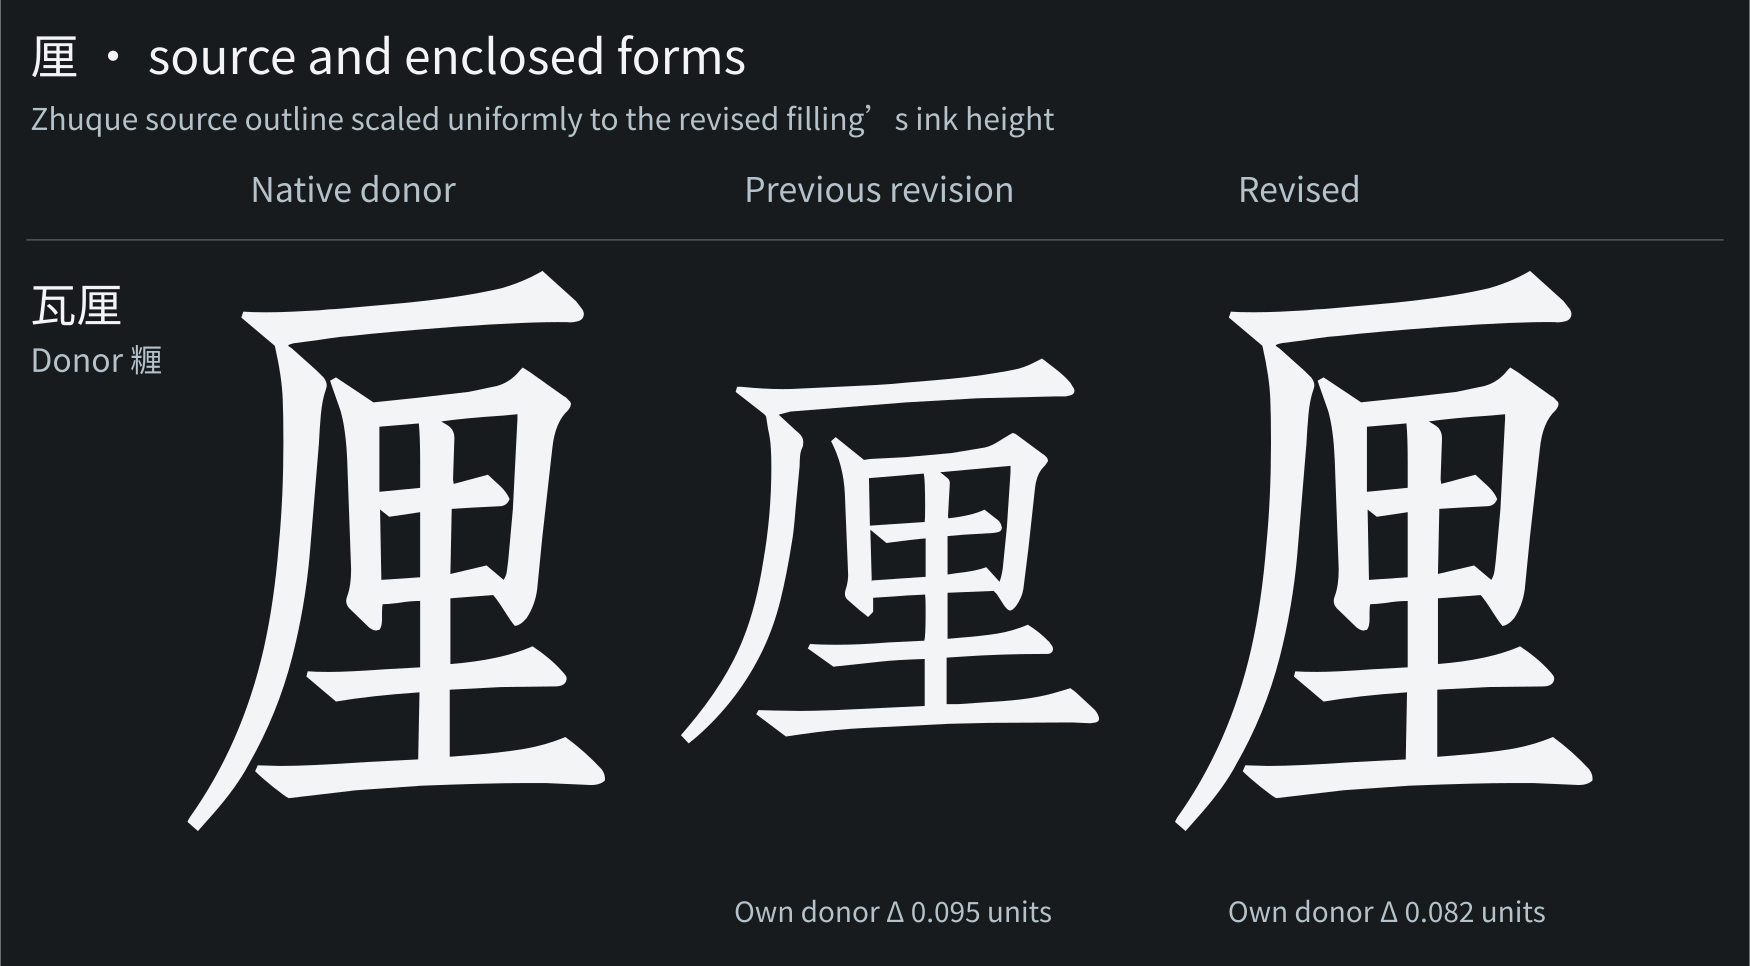 厘 · source and enclosed forms
Zhuque source outline scaled uniformly to the revised filling’s ink height
Native donor Previous revision Revised
瓦厘
Donor 糎
厘 厘 厘
Own donor Δ 0.095 units Own donor Δ 0.082 units